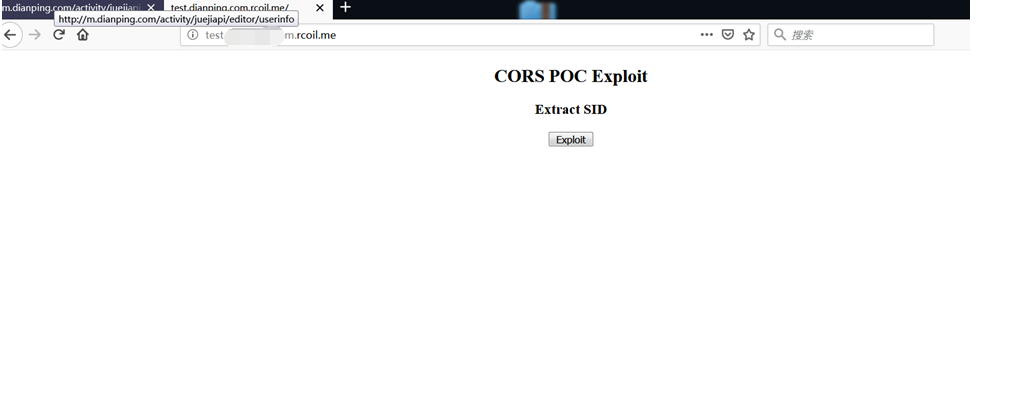 m.dianping.com/activity/juejiapi
test.dianping.com.rcoil.me/
http://m.dianping.com/activity/juejiapi/editor/userinfo
test m.rcoil.me
搜索
CORS POC Exploit
Extract SID
Exploit